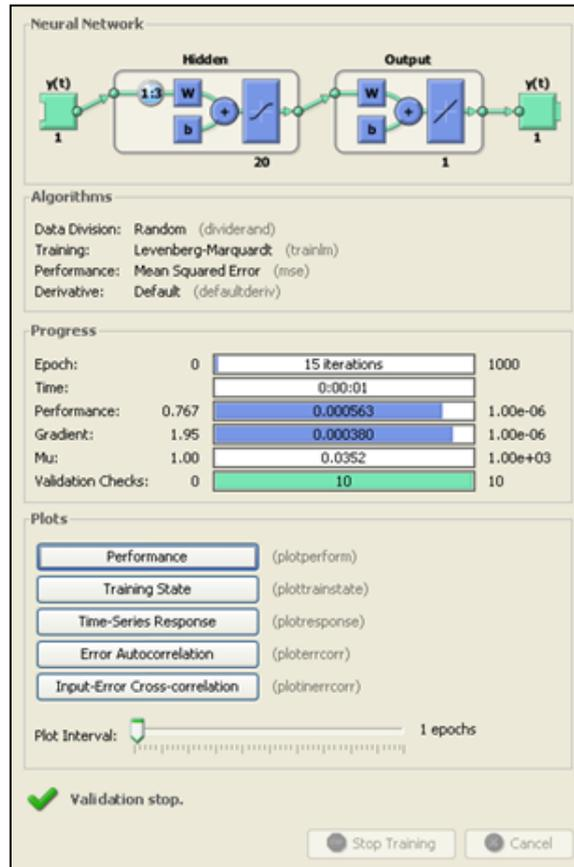 Neural Network
Hidden
Output
y(t)
1
1:3
W
b
+
20
W
b
+
1
y(t)
1
Algorithms
Data Division: Random (dividerand)
Training: Levenberg-Marquardt (trainlm)
Performance: Mean Squared Error (mse)
Derivative: Default (defaultderiv)
Progress
Epoch: 0 15 iterations 1000
Time: 0:00:01
Performance: 0.767 0.000563 1.00e-06
Gradient: 1.95 0.000380 1.00e-06
Mu: 1.00 0.0352 1.00e+03
Validation Checks: 0 10 10
Plots
Performance (plotperform)
Training State (plottrainstate)
Time-Series Response (plotresponse)
Error Autocorrelation (ploterrcorr)
Input-Error Cross-correlation (plotinerrcorr)
Plot Interval: 1 epochs
Validation stop.
Stop Training Cancel